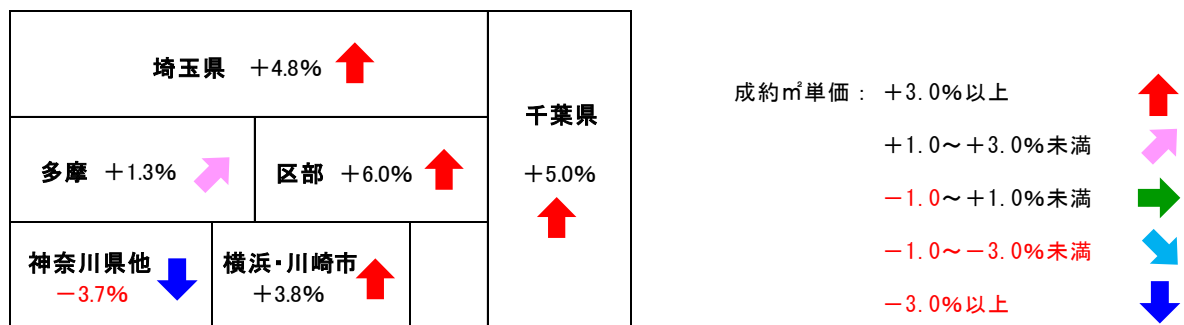 埼玉県 +4.8%
千葉県
+5.0%
多摩 +1.3%
区部 +6.0%
神奈川県他
-3.7%
横浜・川崎市
+3.8%
成約㎡単価: +3.0%以上
+1.0～+3.0%未満
-1.0～+1.0%未満
-1.0～-3.0%未満
-3.0%以上